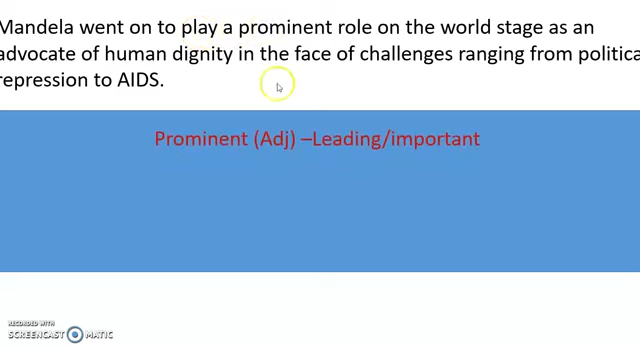 Mandela went on to play a prominent role on the world stage as an
advocate of human dignity in the face of challenges ranging from politica
repression to AIDS.
Prominent (Adj) –Leading/important
RECORDED WITH
SCREENCAST MATIC